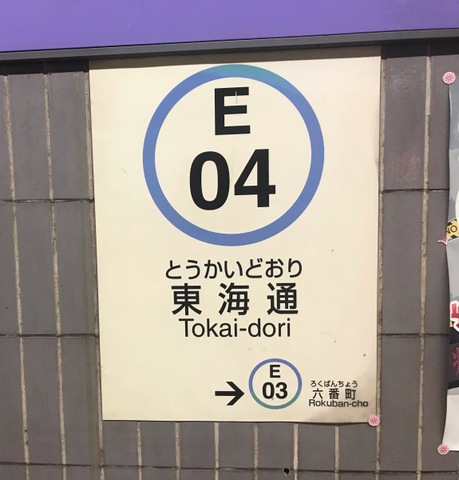 E
04
とうかいどおり
東海通
Tokai-dori
→ E
03
ろくばんちょう
六番町
Rokuban-cho